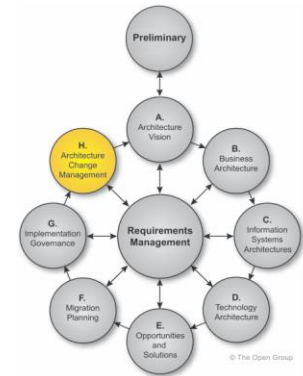 Preliminary
A.
Architecture
Vision
B.
Business
Architecture
C.
Information
Systems
Architectures
D.
Technology
Architecture
E.
Opportunities
and
Solutions
F.
Migration
Planning
G.
Implementation
Governance
H.
Architecture
Change
Management
Requirements
Management
© The Open Group